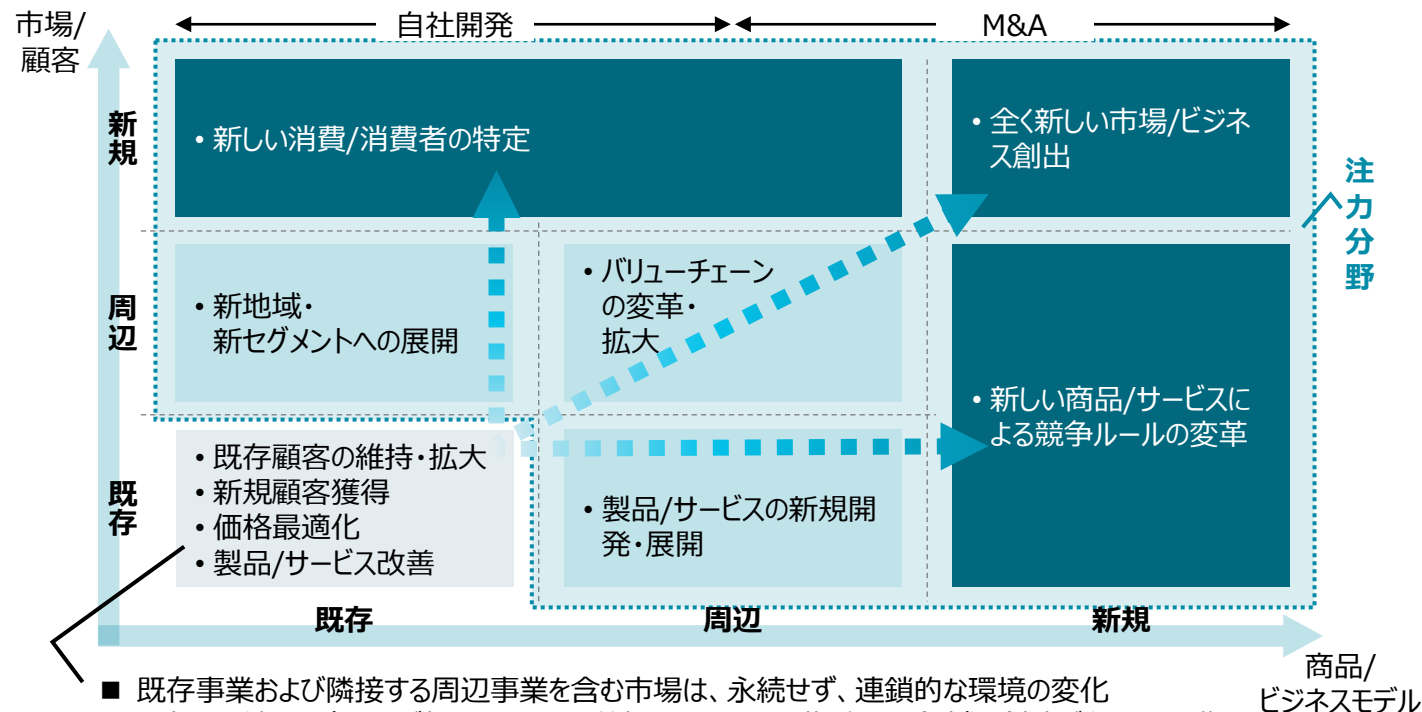 市場/
顧客
自社開発
M&A
新規
• 新しい消費/消費者の特定
• 全く新しい市場/ビジネ
ス創出
注力分野
周辺
• 新地域・
新セグメントへの展開
• バリューチェーン
の変革・
拡大
• 新しい商品/サービスに
よる競争ルールの変革
既存
• 既存顧客の維持・拡大
• 新規顧客獲得
• 価格最適化
• 製品/サービス改善
• 製品/サービスの新規開
発・展開
既存
周辺
新規
商品/
ビジネスモデル
■ 既存事業および隣接する周辺事業を含む市場は、永続せず、連鎖的な環境の変化